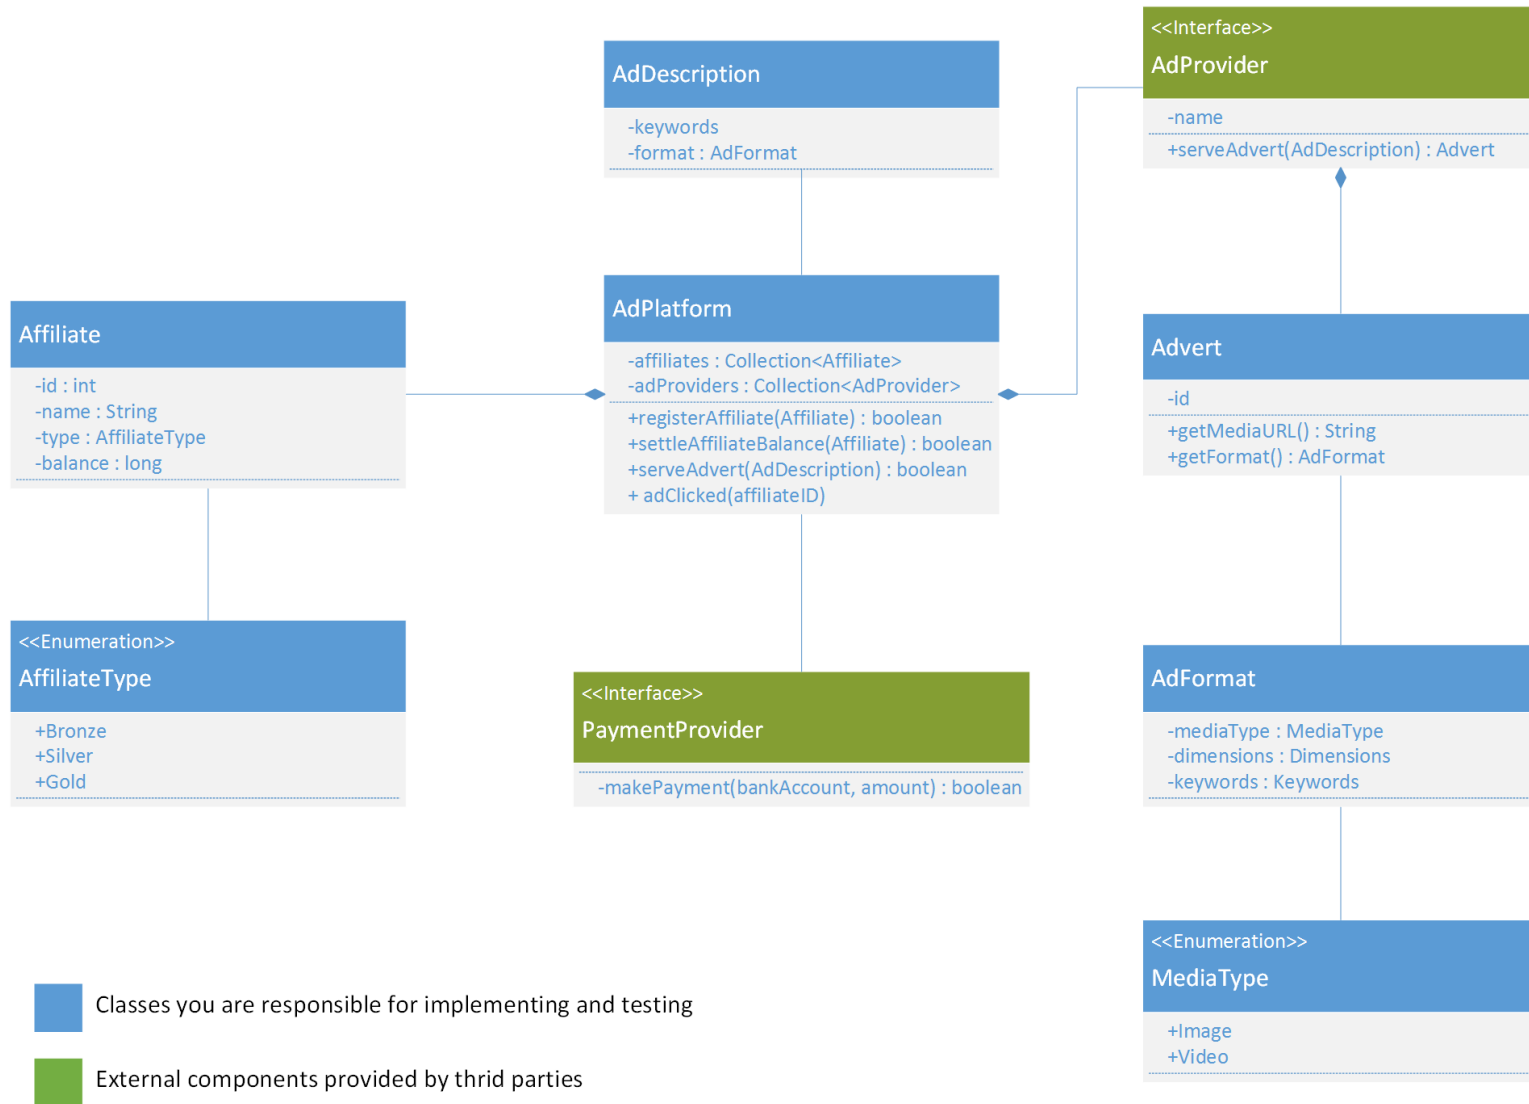 AdDescription
-keywords
-format : AdFormat
<<Interface>>
AdProvider
-name
+serveAdvert(AdDescription) : Advert
Affiliate
-id : int
-name : String
-type : AffiliateType
-balance : long
AdPlatform
-affiliates : Collection<Affiliate>
-adProviders : Collection<AdProvider>
+registerAffiliate(Affiliate) : boolean
+settleAffiliateBalance(Affiliate) : boolean
+serveAdvert(AdDescription) : boolean
+ adClicked(affiliateID)
Advert
-id
+getMediaURL() : String
+getFormat() : AdFormat
<<Enumeration>>
AffiliateType
+Bronze
+Silver
+Gold
<<Interface>>
PaymentProvider
-makePayment(bankAccount, amount) : boolean
AdFormat
-mediaType : MediaType
-dimensions : Dimensions
-keywords : Keywords
<<Enumeration>>
MediaType
+Image
+Video
Classes you are responsible for implementing and testing
External components provided by thrid parties